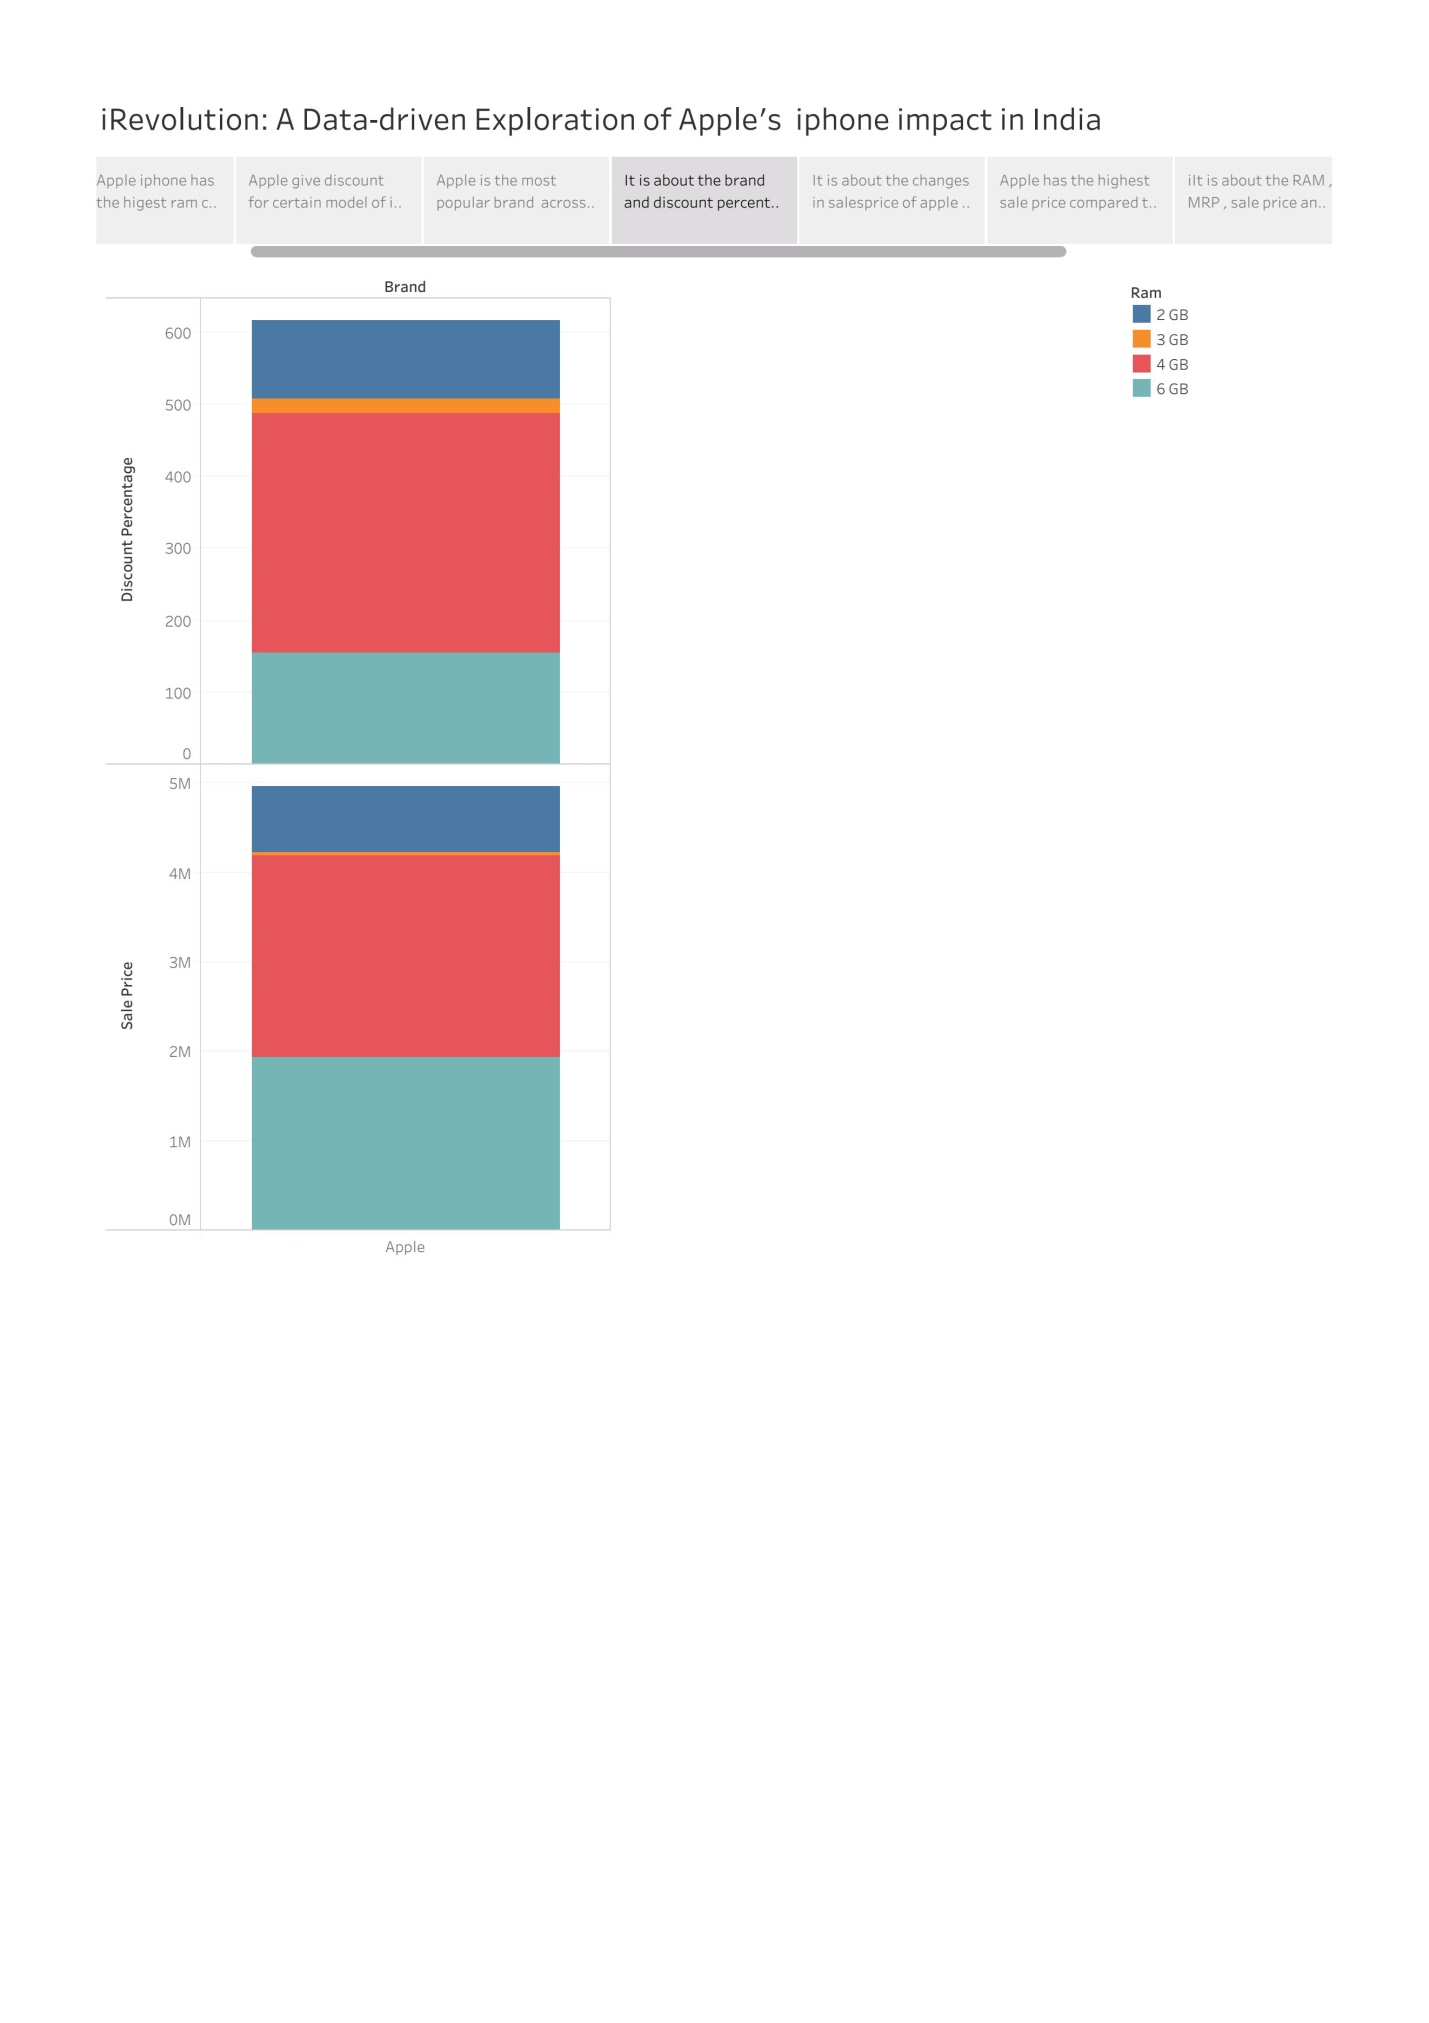 iRevolution: A Data-driven Exploration of Apple's  iphone impact in India
Apple iphone has
the higest ram c..
Apple give discount
for certain model of i..
Apple is the most
popular brand  across..
It is about the brand
and discount percent..
It is about the changes
in salesprice of apple ..
Apple has the highest
sale price compared t..
iIt is about the RAM ,
MRP , sale price an..
Brand
Discount Percentage
600
500
400
300
200
100
0
Sale Price
5M
4M
3M
2M
1M
0M
Apple
Ram
2 GB
3 GB
4 GB
6 GB